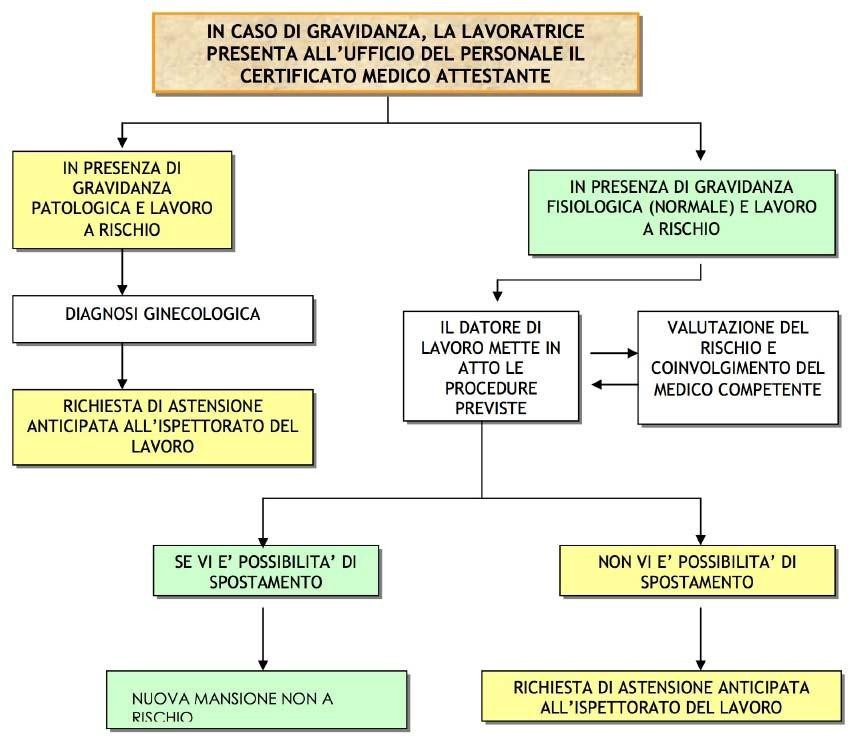 IN CASO DI GRAVIDANZA, LA LAVORATRICE
PRESENTA ALL'UFFICIO DEL PERSONALE IL
CERTIFICATO MEDICO ATTESTANTE
IN PRESENZA DI
GRAVIDANZA
PATOLOGICA E LAVORO
A RISCHIO
IN PRESENZA DI GRAVIDANZA
FISIOLOGICA (NORMALE) E LAVORO
A RISCHIO
DIAGNOSI GINECOLOGICA
IL DATORE DI
LAVORO METTE IN
ATTO LE
PROCEDURE
PREVISTE
VALUTAZIONE DEL
RISCHIO E
COINVOLGIMENTO DEL
MEDICO COMPETENTE
RICHIESTA DI ASTENSIONE
ANTICIPATA ALL'ISPETTORATO DEL
LAVORO
SE VI E' POSSIBILITA' DI
SPOSTAMENTO
NON VI E' POSSIBILITA' DI
SPOSTAMENTO
NUOVA MANSIONE NON A
RISCHIO
RICHIESTA DI ASTENSIONE ANTICIPATA
ALL'ISPETTORATO DEL LAVORO